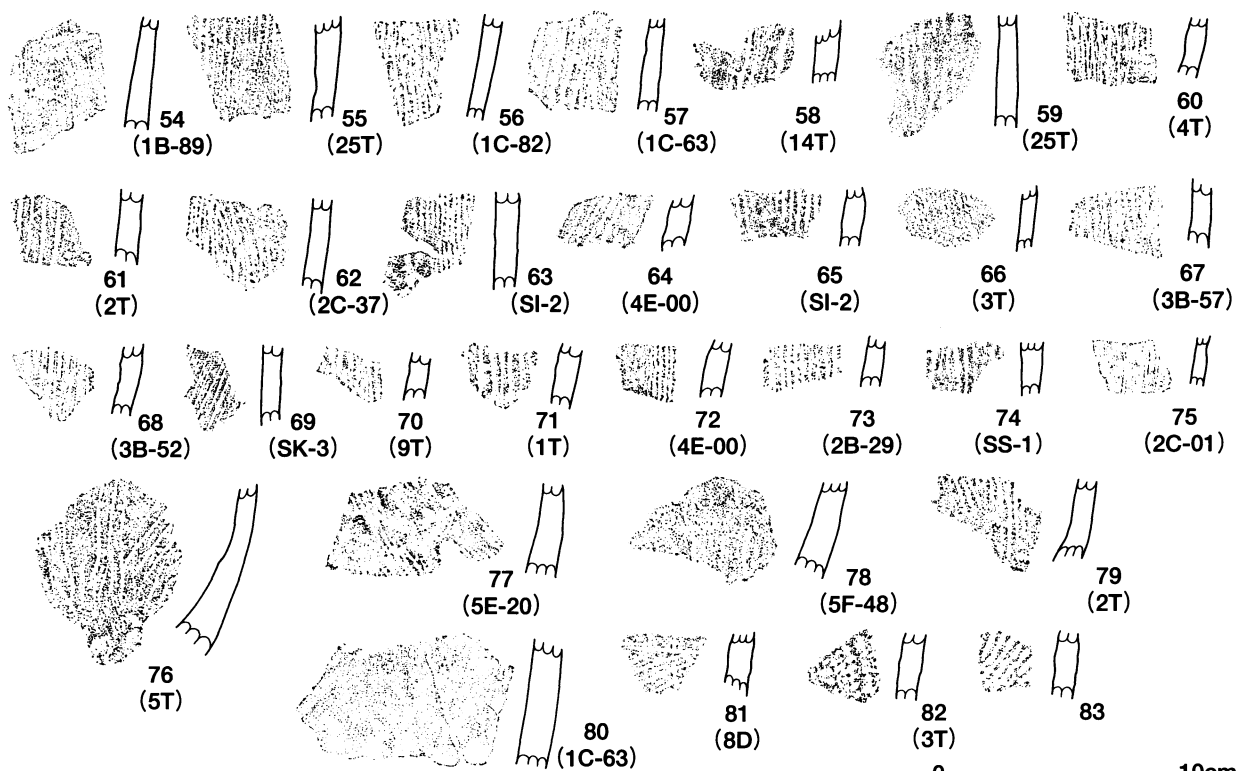 54 55 56 57 58 59 60
(1B-89) (25T) (1C-82) (1C-63) (14T) (25T) (4T)
61 62 63 64 65 66 67
(2T) (2C-37) (SI-2) (4E-00) (SI-2) (3T) (3B-57)
68 69 70 71 72 73 74 75
(3B-52) (SK-3) (9T) (1T) (4E-00) (2B-29) (SS-1) (2C-01)
76 77 78 79
(5T) (5E-20) (5F-48) (2T)
80 81 82 83
(1C-63) (8D) (3T)
0 10cm